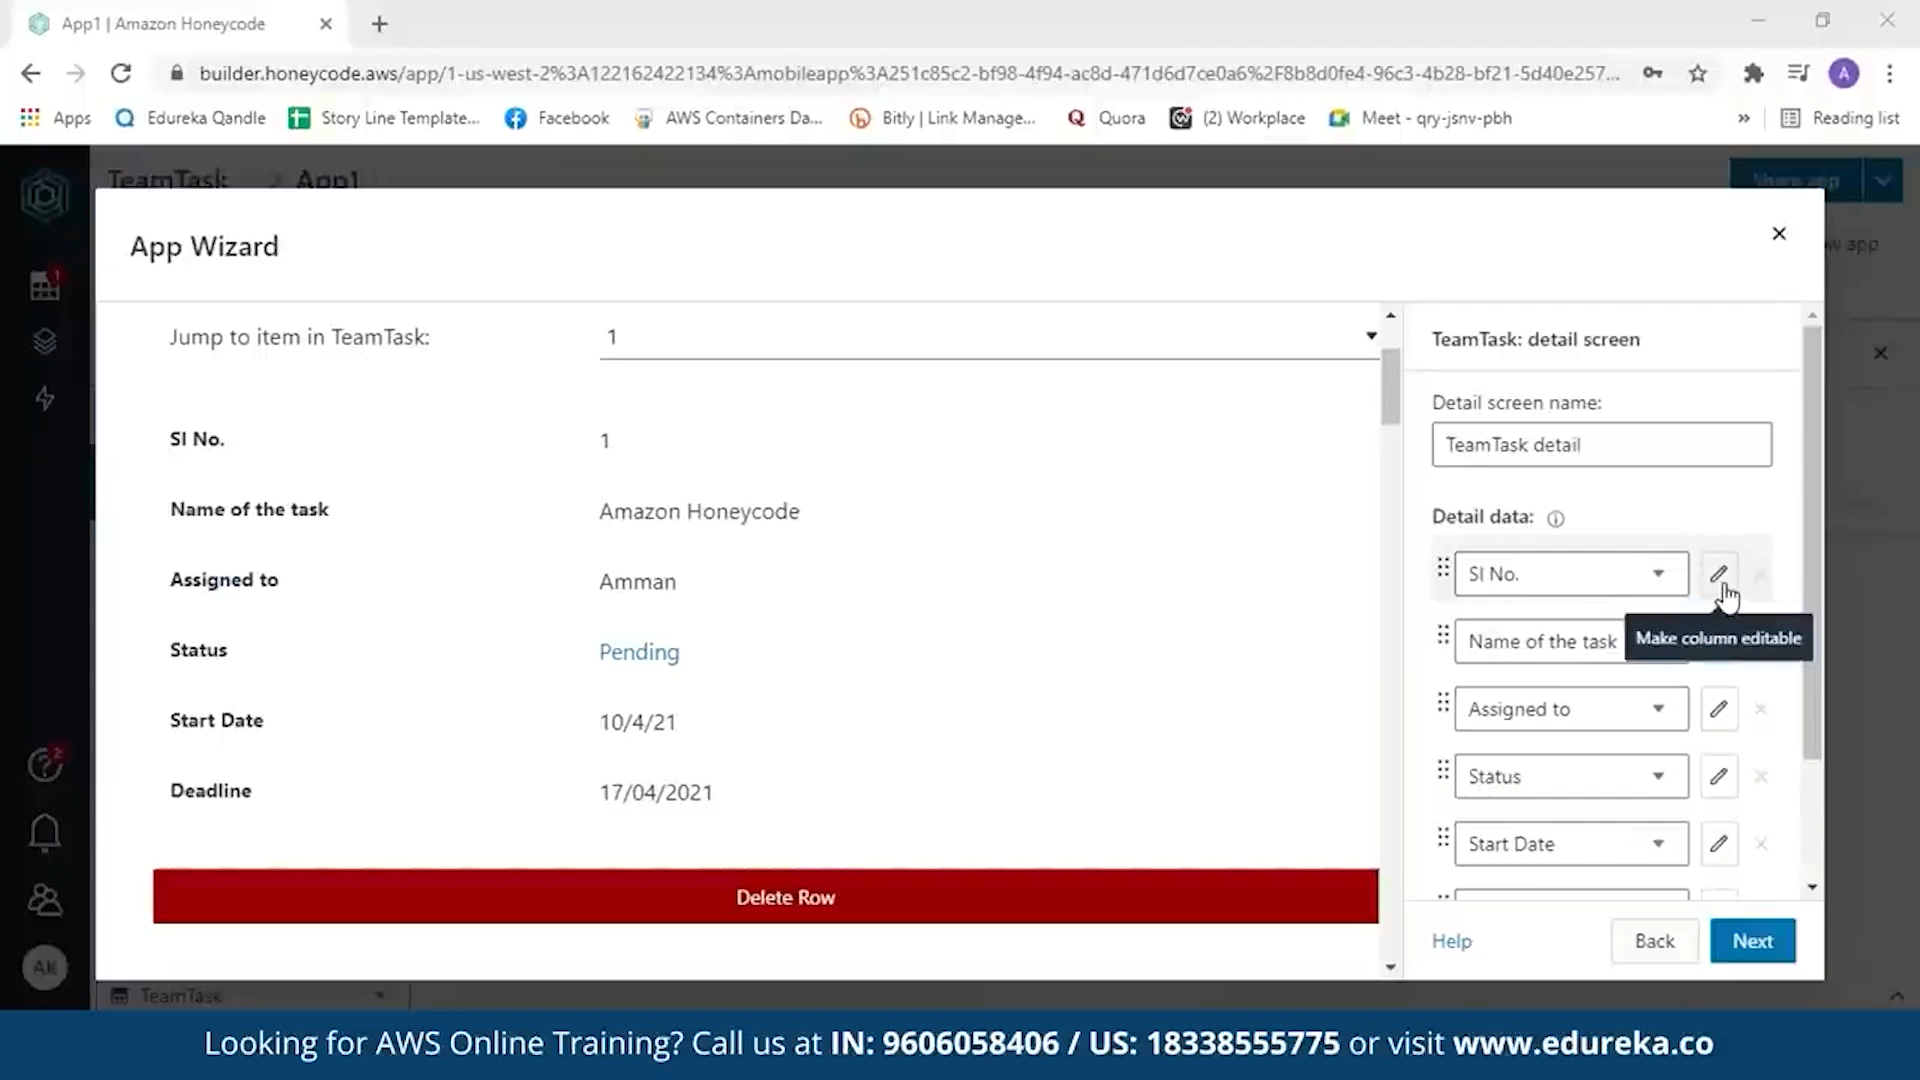 App1 | Amazon Honeycode
builder.honeycode.aws/app/1-us-west-2%3A122162422134%3Amobileapp%3A251c85c2-bf98-4f94-ac8d-471d6d7ce0a6%2F8b8d0fe4-96c3-4b28-bf21-5d40e257...
A
Apps
Edureka Qandle
Story Line Template...
Facebook
AWS Containers Da...
Bitly | Link Manage...
Quora
(2) Workplace
Meet - qry-jsnv-pbh
»
Reading list
TeamTask > App1
Share app
app
App Wizard
1
Jump to item in TeamTask:
1
Sl No.
1
Name of the task
Amazon Honeycode
Assigned to
Amman
Status
Pending
Start Date
10/4/21
Deadline
17/04/2021
Delete Row
TeamTask: detail screen
Detail screen name:
TeamTask detail
Detail data:
Sl No.
Name of the task
Make column editable
Assigned to
Status
Start Date
Help
Back
Next
2
AK
TeamTask
Looking for AWS Online Training? Call us at IN: 9606058406 / US: 18338555775 or visit www.edureka.co